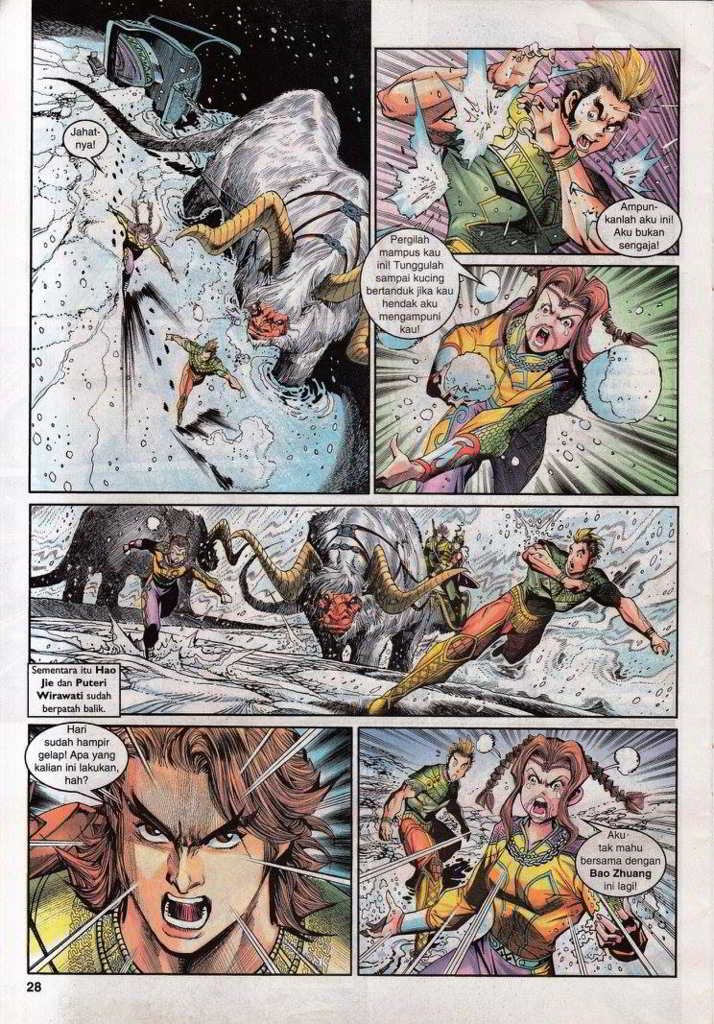 Jahat-
nya!
Ampun-
kanlah aku ini!
Aku bukan
sengaja!
Pergilah
mampus kau
ini! Tunggulah
sampai kucing
bertanduk jika kau
hendak aku
mengampuni
kau!
Sementara itu Hao
Jie dan Puteri
Wirawati sudah
berpatah balik.
Hari
sudah hampir
gelap! Apa yang
kalian ini lakukan,
hah?
Aku
tak mahu
bersama dengan
Bao Zhuang
ini lagi!
28